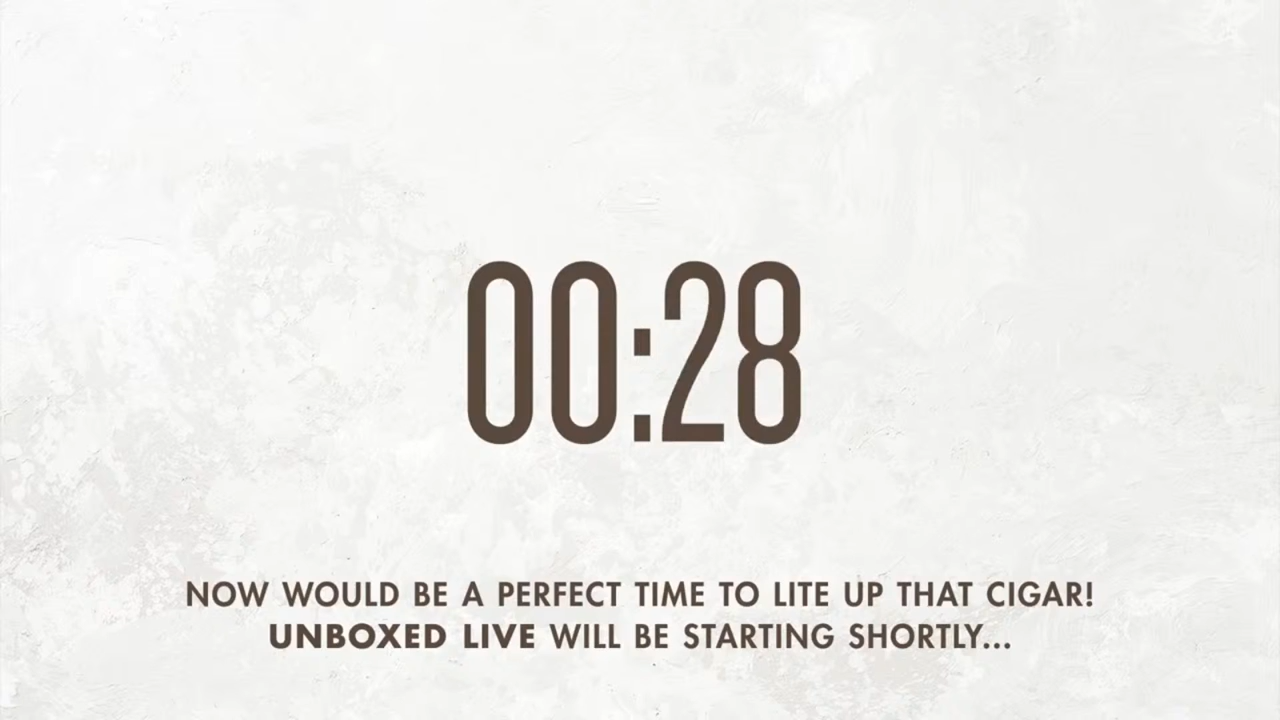 00:28
NOW WOULD BE A PERFECT TIME TO LITE UP THAT CIGAR!
UNBOXED LIVE WILL BE STARTING SHORTLY...